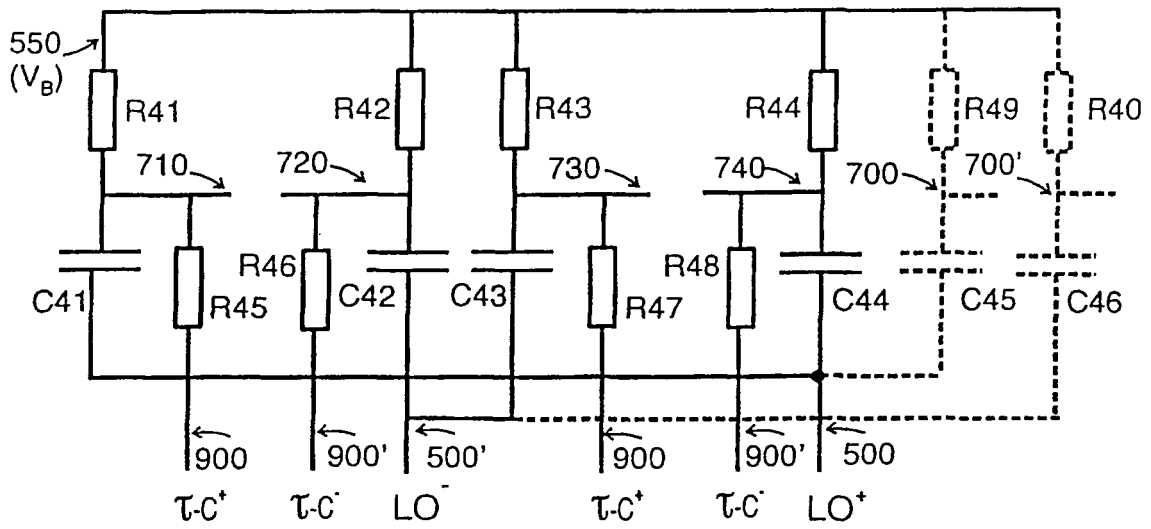 550
(V_B)
R41
R42
R43
R44
R49
R40
710
720
730
740
700
700'
C41
R45
R46
C42
C43
R47
R48
C44
C45
C46
900
900'
500'
900
900'
500
τ-C⁺
τ-C⁻
LO⁻
τ-C⁺
τ-C⁻
LO⁺